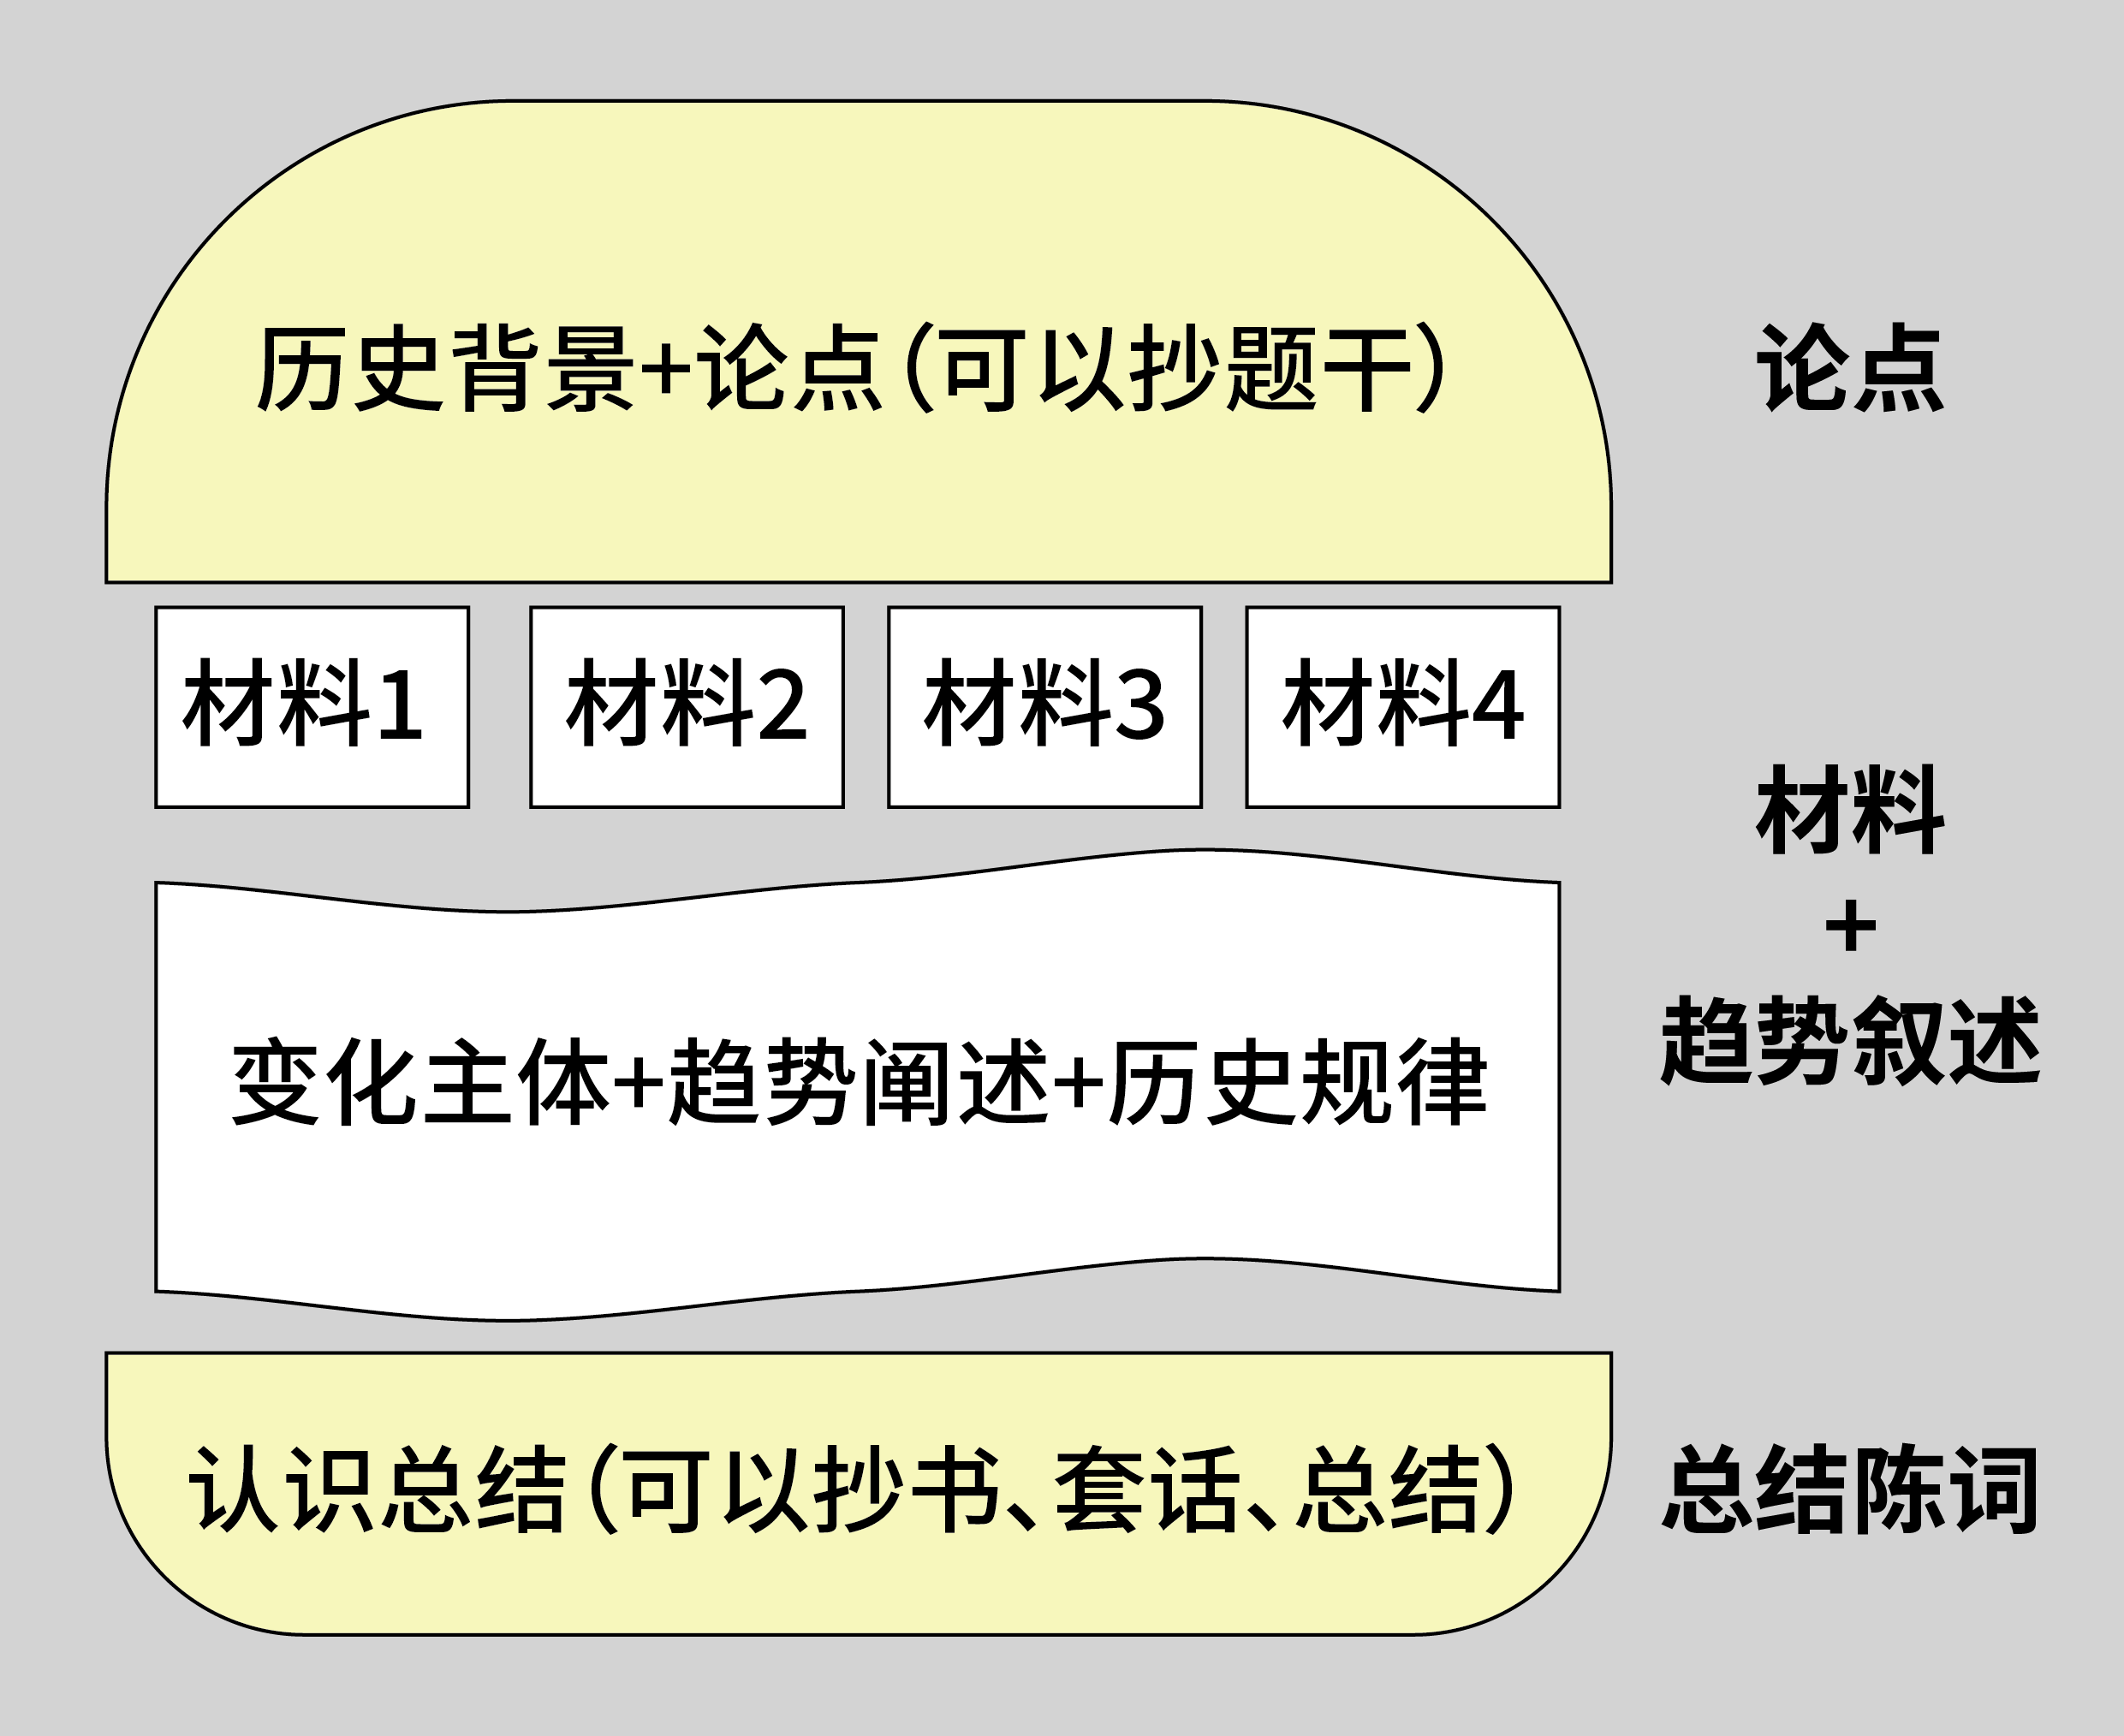 历史背景+论点(可以抄题干)
论点
材料1
材料2
材料3
材料4
材料
+
趋势叙述
变化主体+趋势阐述+历史规律
认识总结(可以抄书、套话、总结)
总结陈词